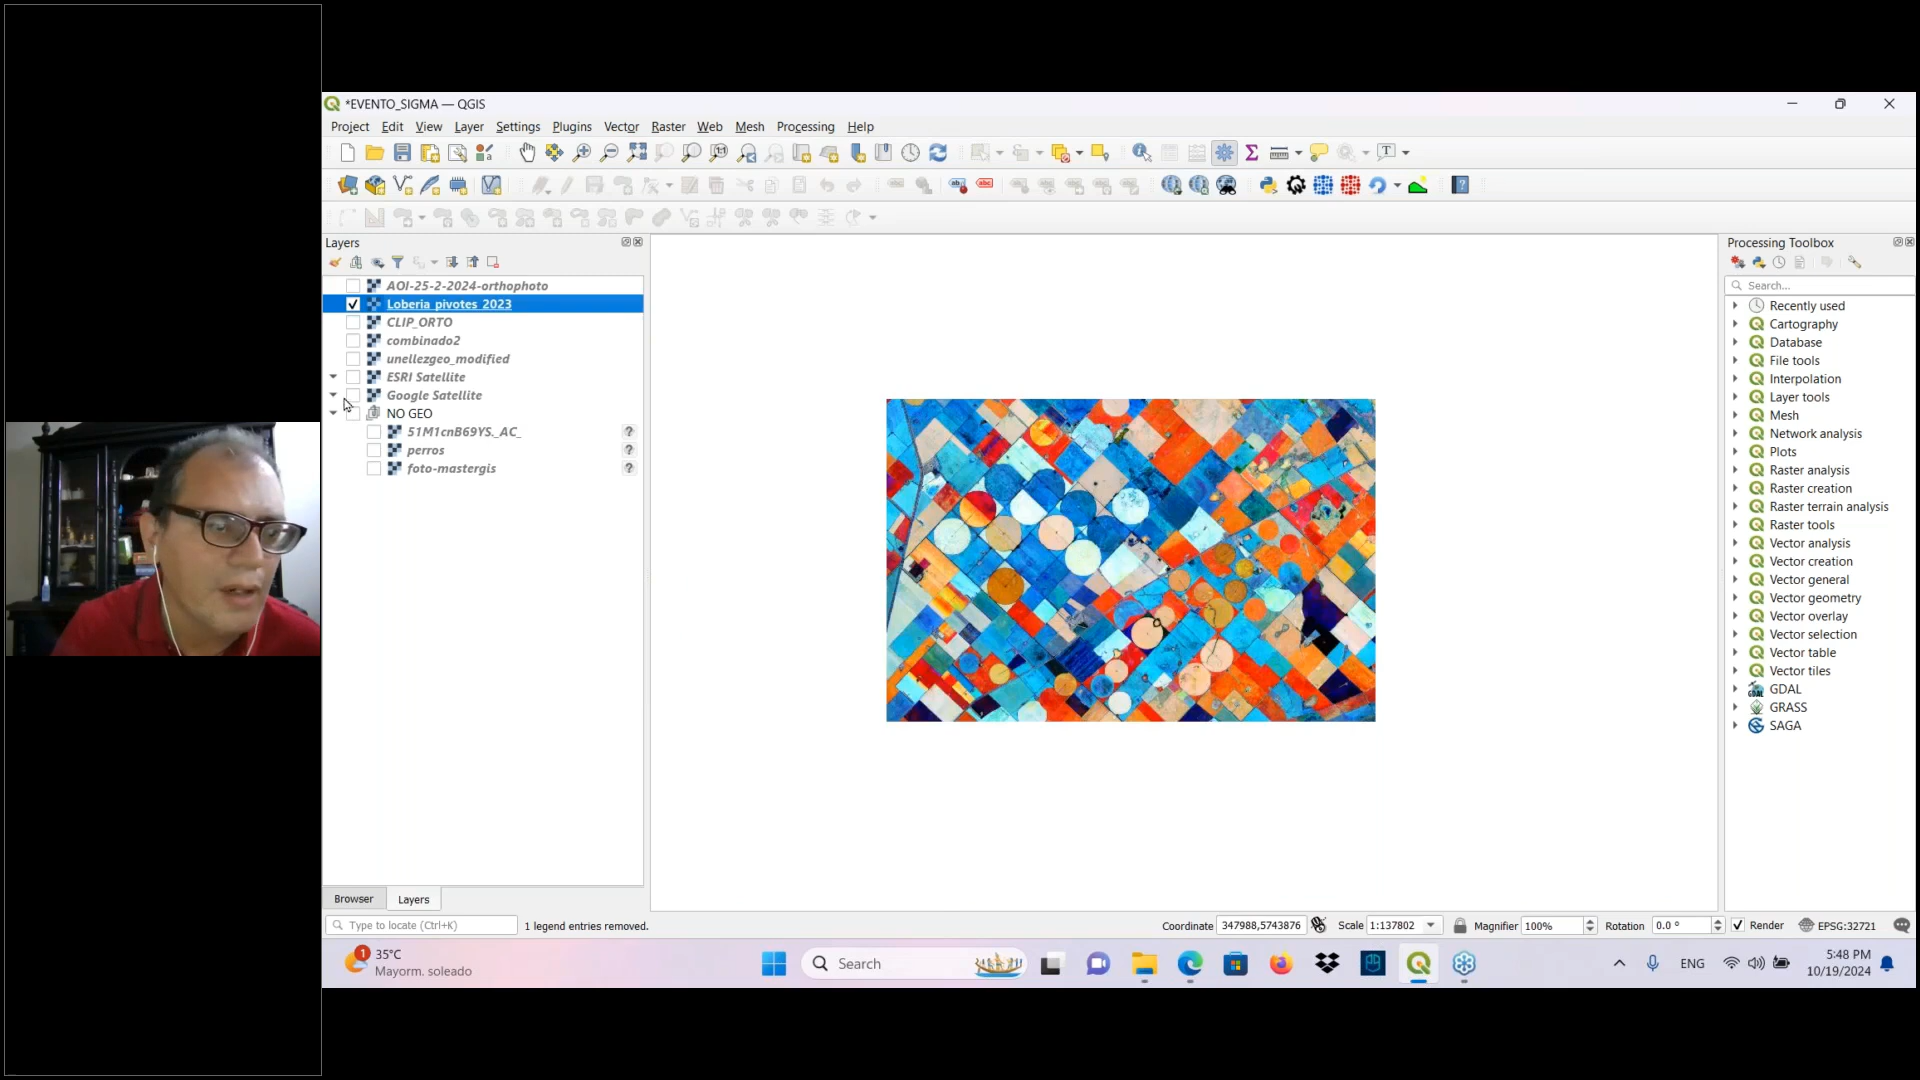 *EVENTO_SIGMA — QGIS
Project Edit View Layer Settings Plugins Vector Raster Web Mesh Processing Help
Layers
Processing Toolbox
Search...
AOI-25-2-2024-orthophoto
Loberia_pivotes_2023
CLIP_ORTO
combinado2
unellezgeo_modified
ESRI Satellite
Google Satellite
NO GEO
51M1cnB69YS._AC_ ?
perros ?
foto-mastergis ?
Recently used
Cartography
Database
File tools
Interpolation
Layer tools
Mesh
Network analysis
Plots
Raster analysis
Raster creation
Raster terrain analysis
Raster tools
Vector analysis
Vector creation
Vector general
Vector geometry
Vector overlay
Vector selection
Vector table
Vector tiles
GDAL
GRASS
SAGA
Browser Layers
Type to locate (Ctrl+K) 1 legend entries removed. Coordinate 347988,5743876 Scale 1:137802 Magnifier 100% Rotation 0.0 ° Render EPSG:32721
1 35°C
Mayorm. soleado
Search
ENG
5:48 PM
10/19/2024